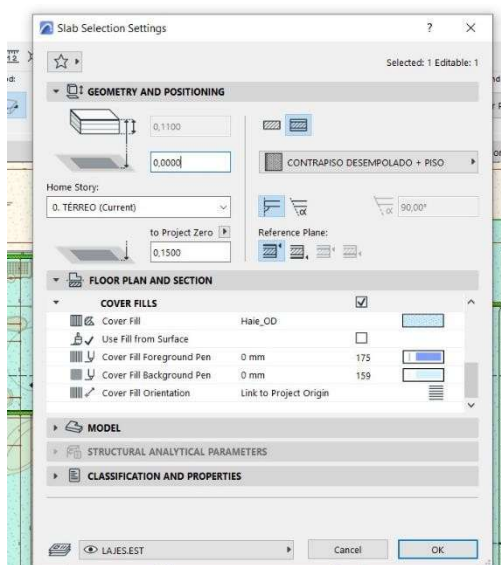 Slab Selection Settings
?
Selected: 1 Editable: 1
GEOMETRY AND POSITIONING
0,1100
0,0000
CONTRAPISO DESEMPOLADO + PISO
Home Story:
0. TÉRREO (Current)
α
α 90,00°
to Project Zero
Reference Plane:
0,1500
FLOOR PLAN AND SECTION
COVER FILLS
Cover Fill Haie_OD
Use Fill from Surface
Cover Fill Foreground Pen 0 mm 175
Cover Fill Background Pen 0 mm 159
Cover Fill Orientation Link to Project Origin
MODEL
STRUCTURAL ANALYTICAL PARAMETERS
CLASSIFICATION AND PROPERTIES
LAJES.EST
Cancel
OK